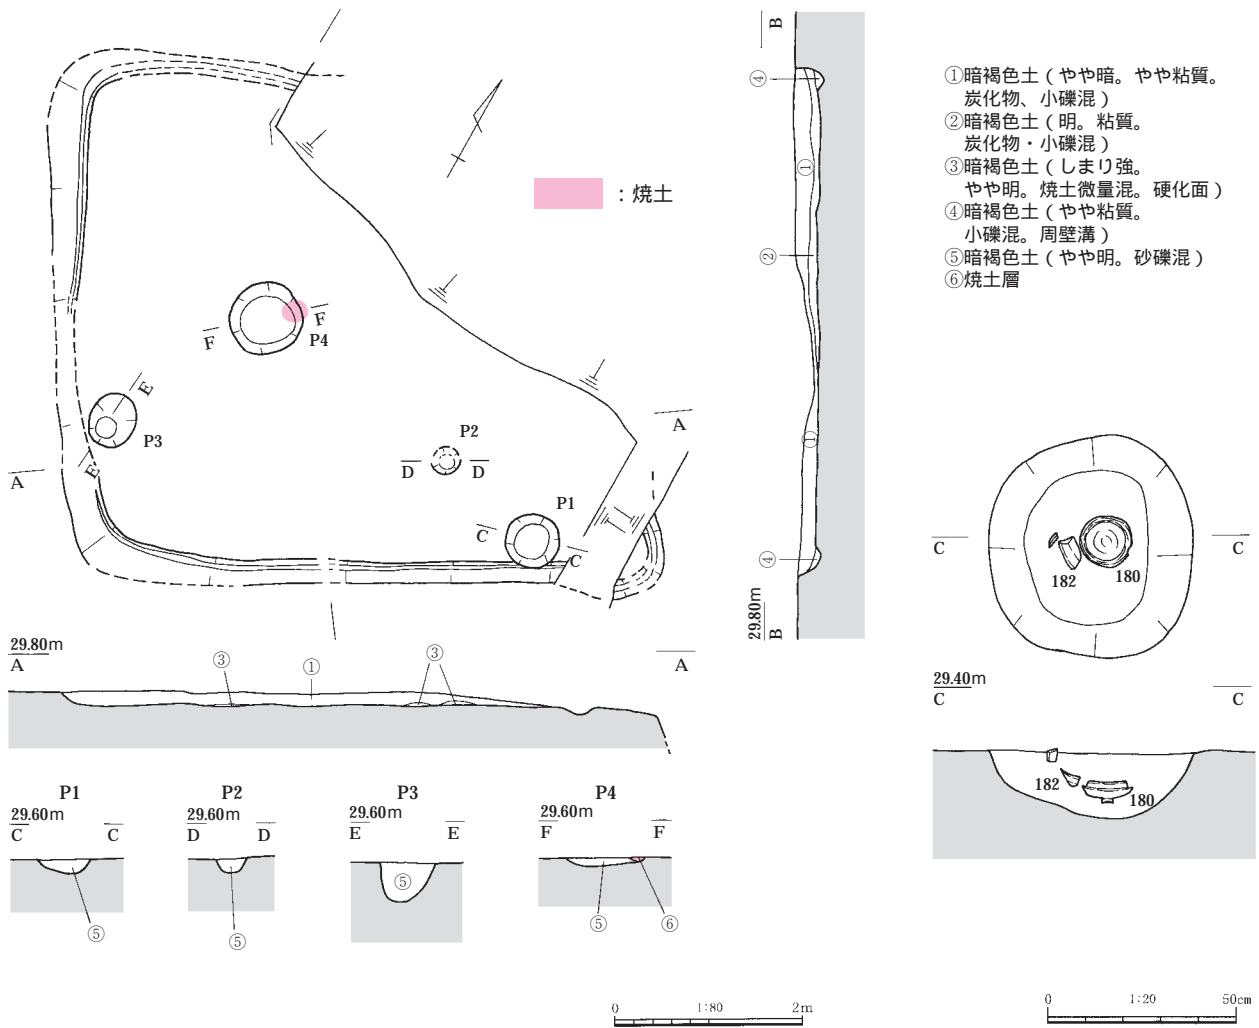 ①暗褐色土（やや暗。やや粘質。
炭化物、小礫混）
②暗褐色土（明。粘質。
炭化物・小礫混）
③暗褐色土（しまり強。
やや明。焼土微量混。硬化面）
④暗褐色土（やや粘質。
小礫混。周壁溝）
⑤暗褐色土（やや明。砂礫混）
⑥焼土層
：焼土
F
F
P4
E
P3
E
P2
D
D
P1
C
C
A
A
B
④
①
②
①
④
29.80m
B
C
C
182
180
29.80m
A
A
③
①
③
29.40m
C
C
182
180
P1
29.60m
C
C
⑤
P2
29.60m
D
D
⑤
P3
29.60m
E
E
⑤
P4
29.60m
F
F
⑤
⑥
0
1:80
2m
0
1:20
50cm